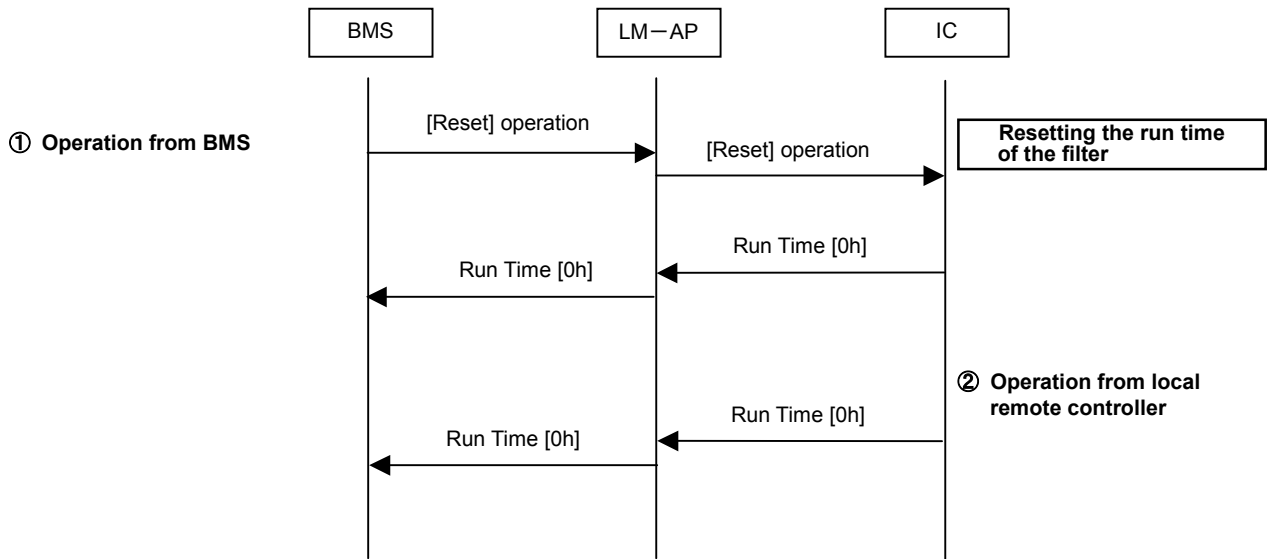 BMS
LM－AP
IC
① Operation from BMS
[Reset] operation
[Reset] operation
Resetting the run time
of the filter
Run Time [0h]
Run Time [0h]
② Operation from local
remote controller
Run Time [0h]
Run Time [0h]